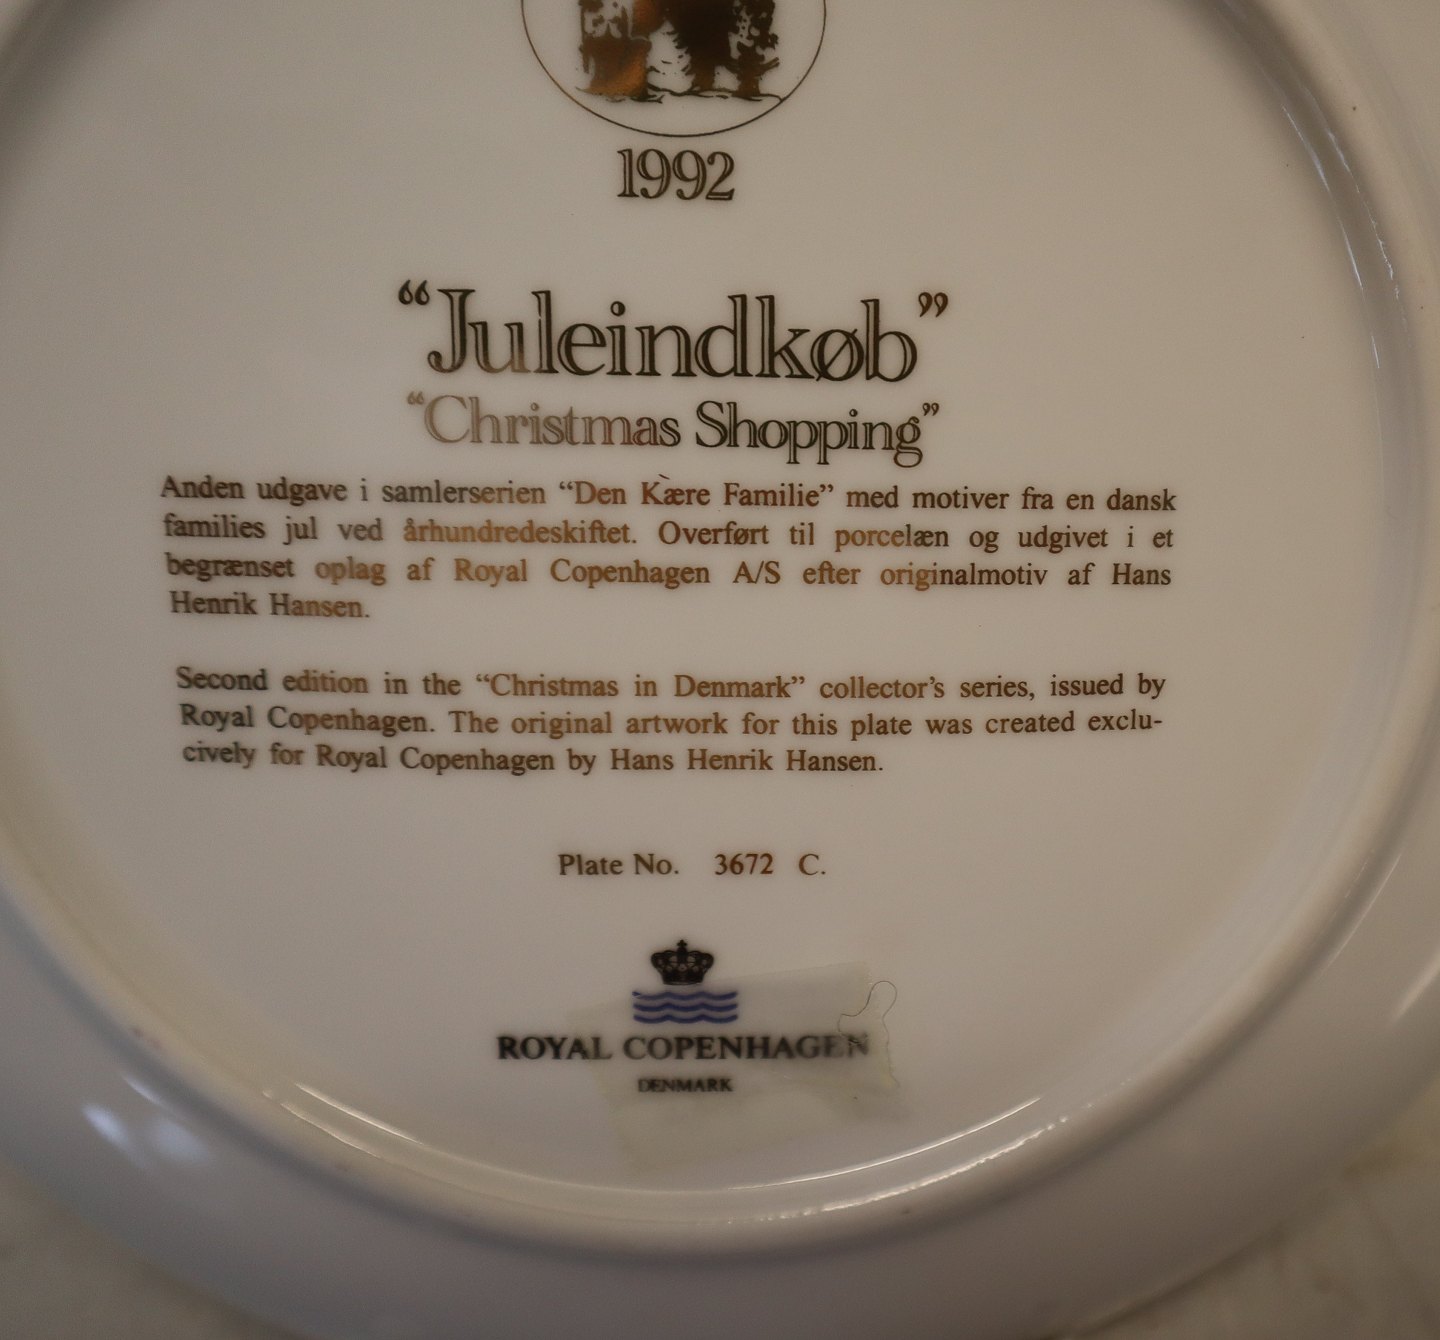 1992
“Juleindkøb”
“Christmas Shopping”
Anden udgave i samlerserien “Den Kære Familie” med motiver fra en dansk
families jul ved århundredeskiftet. Overført til porcelæn og udgivet i et
begrænset oplag af Royal Copenhagen A/S efter originalmotiv af Hans
Henrik Hansen.
Second edition in the “Christmas in Denmark” collector’s series, issued by
Royal Copenhagen. The original artwork for this plate was created exclu-
cively for Royal Copenhagen by Hans Henrik Hansen.
Plate No. 3672 C.
ROYAL COPENHAGEN
DENMARK